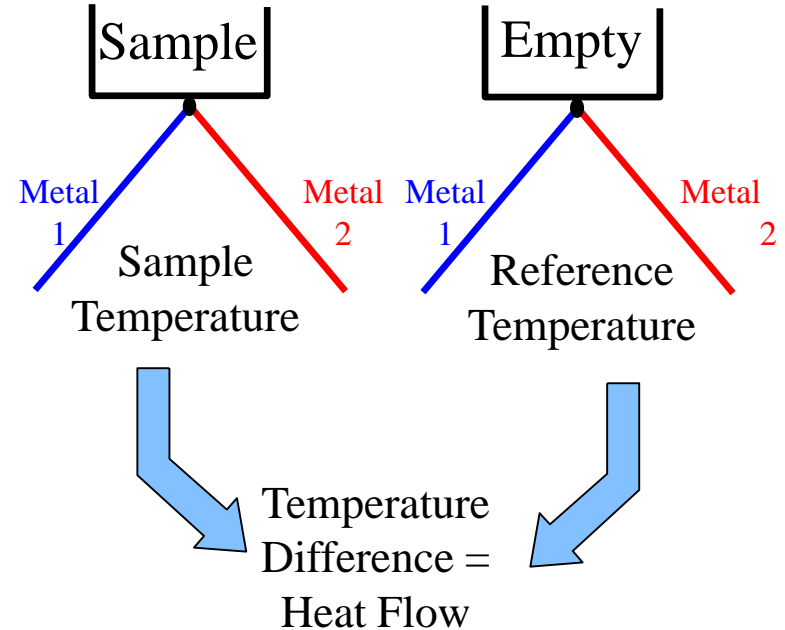 Sample
Empty
Metal
1
Metal
2
Metal
1
Metal
2
Sample
Temperature
Reference
Temperature
Temperature
Difference =
Heat Flow